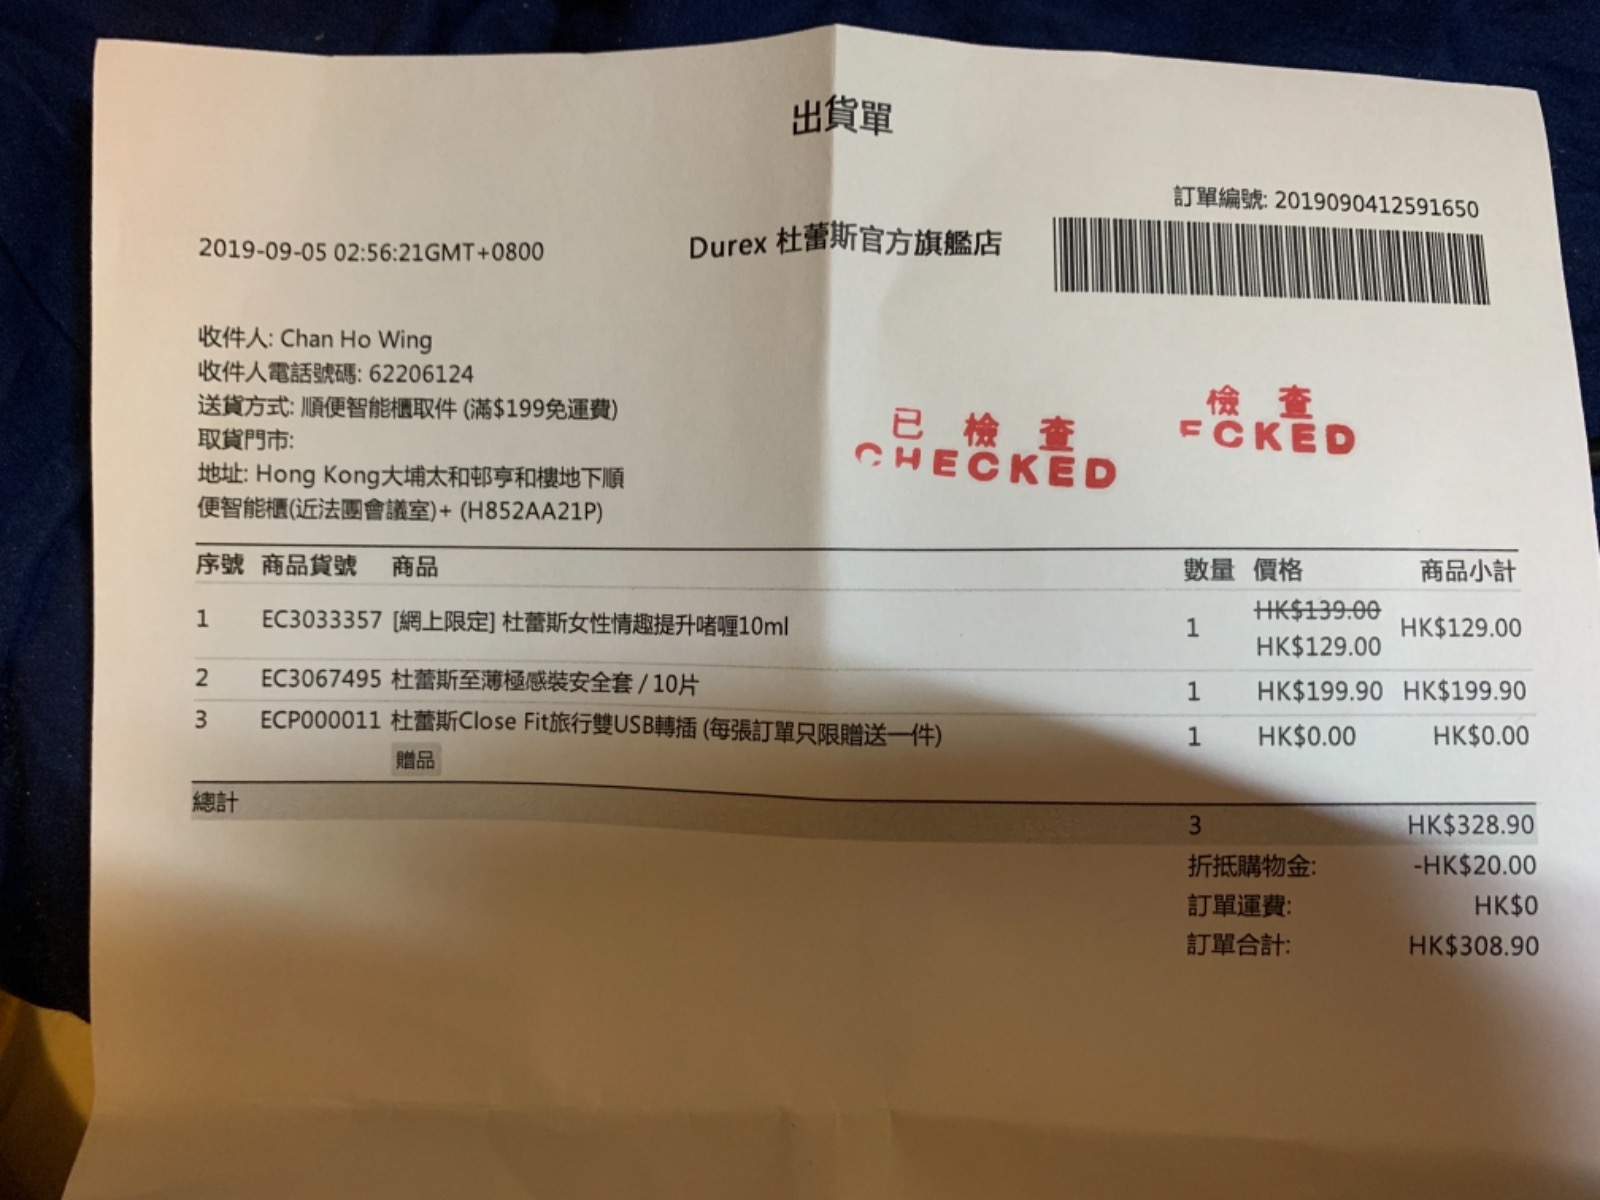 出貨單
訂單編號: 2019090412591650
2019-09-05 02:56:21GMT+0800
Durex 杜蕾斯官方旗艦店
收件人: Chan Ho Wing
收件人電話號碼: 62206124
送貨方式: 順便智能櫃取件 (滿$199免運費)
取貨門市:
地址: Hong Kong大埔太和邨亨和樓地下順
便智能櫃(近法團會議室)+ (H852AA21P)
已檢查
CHECKED
檢查
ECKED
序號 商品貨號 商品 數量 價格 商品小計
1 EC3033357 [網上限定] 杜蕾斯女性情趣提升啫喱10ml 1 HK$139.00 HK$129.00 HK$129.00
2 EC3067495 杜蕾斯至薄極感裝安全套 / 10片 1 HK$199.90 HK$199.90
3 ECP000011 杜蕾斯Close Fit旅行雙USB轉插 (每張訂單只限贈送一件) 1 HK$0.00 HK$0.00
贈品
總計 3 HK$328.90
折抵購物金: -HK$20.00
訂單運費: HK$0
訂單合計: HK$308.90